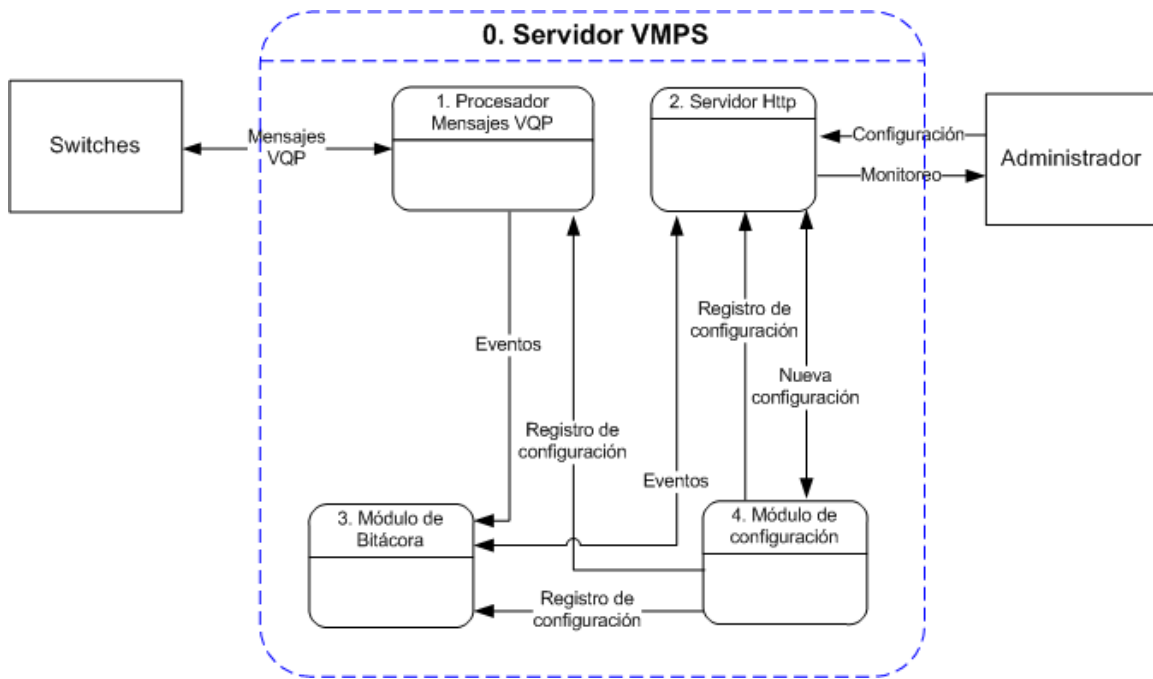 0. Servidor VMPS
1. Procesador
Mensajes VQP
2. Servidor Http
Switches
Mensajes
VQP
Configuración
Administrador
Monitoreo
Registro de
configuración
Eventos
Nueva
configuración
Registro de
configuración
Eventos
3. Módulo de
Bitácora
4. Módulo de
configuración
Registro de
configuración